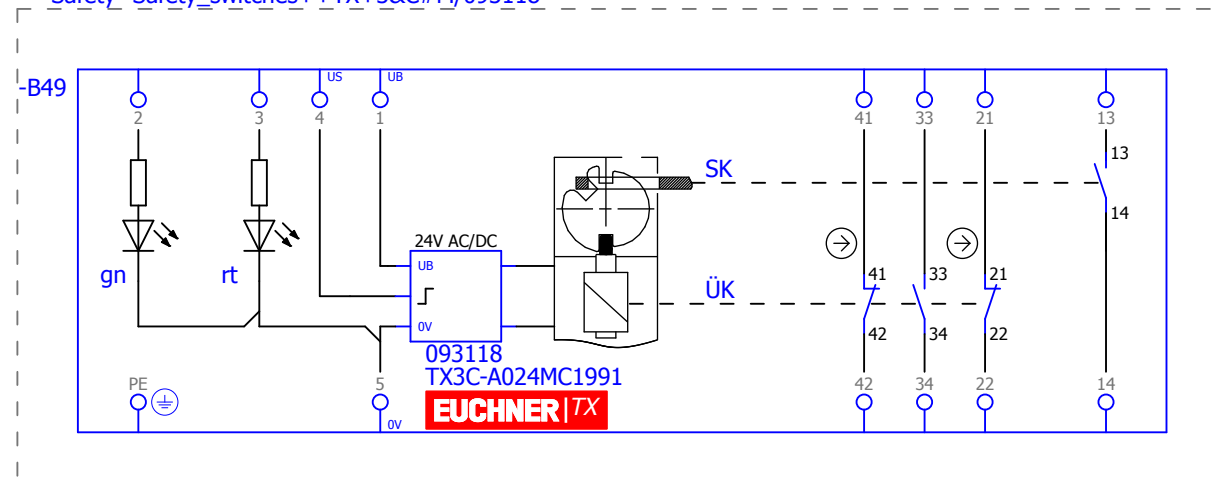 -B49
US UB
2 3 4 1 41 33 21 13
13
SK
14
24V AC/DC
gn rt UB 41 33 21
ÜK
0V 42 34 22
093118
TX3C-A024MC1991
PE 5 42 34 22 14
EUCHNER|TX
0V